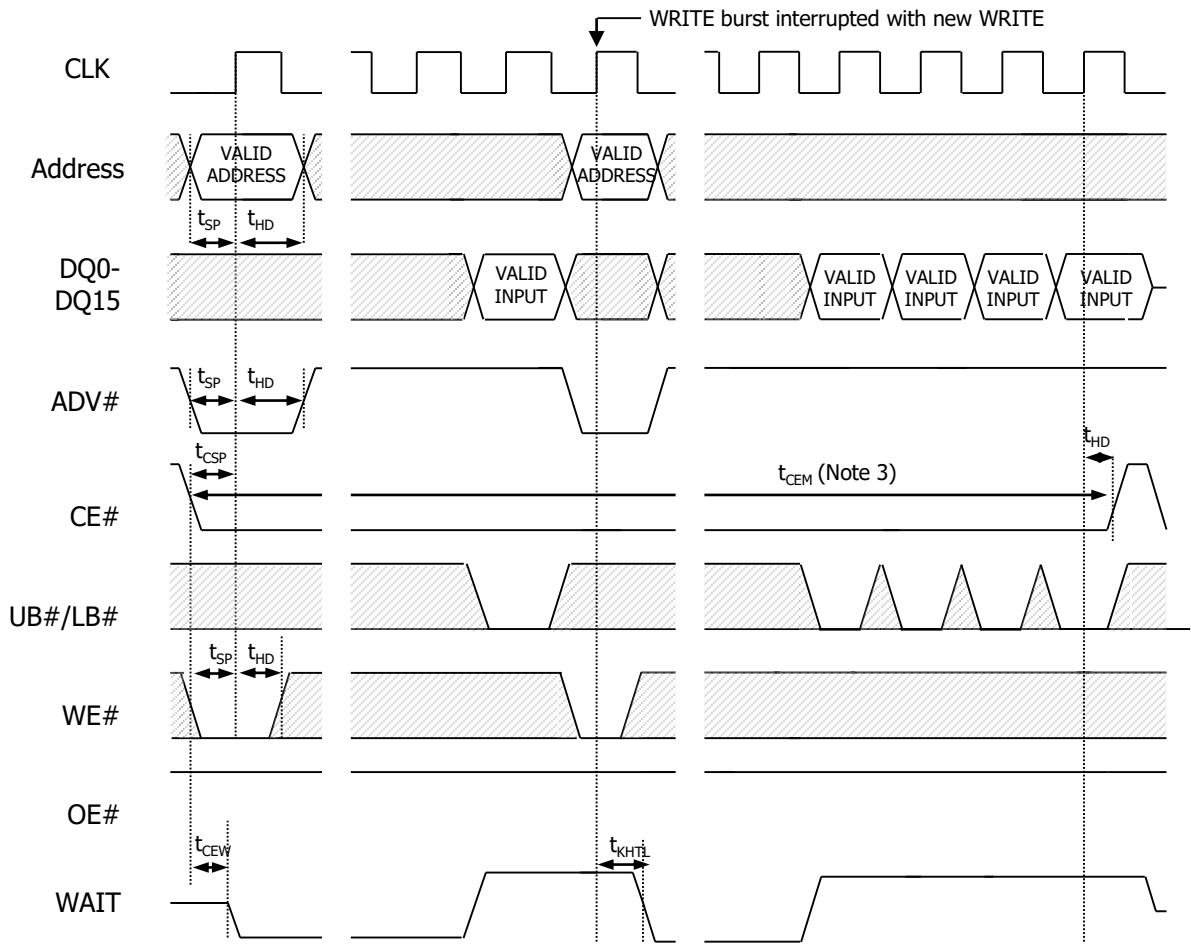 WRITE burst interrupted with new WRITE
CLK
Address
VALID
ADDRESS
VALID
ADDRESS
tSP
tHD
DQ0-
DQ15
VALID
INPUT
VALID
INPUT
VALID
INPUT
VALID
INPUT
VALID
INPUT
ADV#
tSP
tHD
tHD
tCSP
tCEM (Note 3)
CE#
UB#/LB#
tSP
tHD
WE#
OE#
tCEW
tKHTL
WAIT